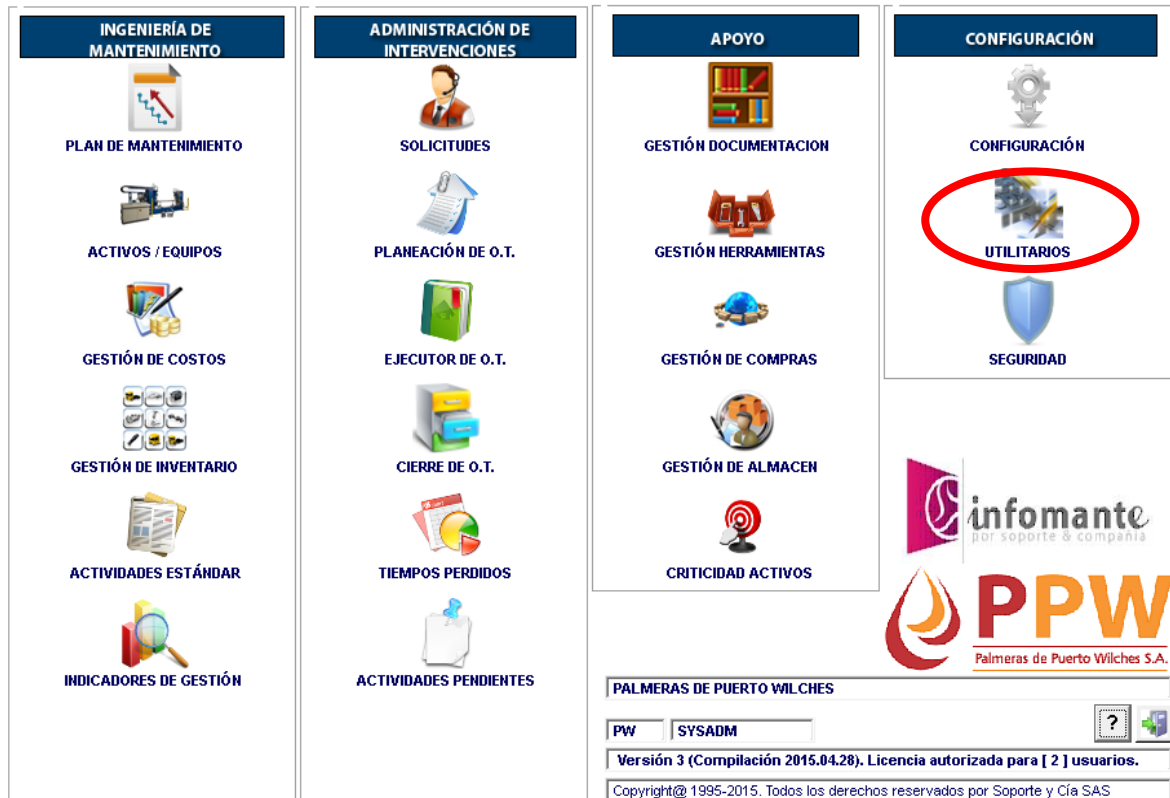 INGENIERÍA DE
MANTENIMIENTO
PLAN DE MANTENIMIENTO
ACTIVOS / EQUIPOS
GESTIÓN DE COSTOS
GESTIÓN DE INVENTARIO
ACTIVIDADES ESTÁNDAR
INDICADORES DE GESTIÓN
ADMINISTRACIÓN DE
INTERVENCIONES
SOLICITUDES
PLANEACIÓN DE O.T.
EJECUTOR DE O.T.
CIERRE DE O.T.
TIEMPOS PERDIDOS
ACTIVIDADES PENDIENTES
APOYO
GESTIÓN DOCUMENTACION
GESTIÓN HERRAMIENTAS
GESTIÓN DE COMPRAS
GESTIÓN DE ALMACEN
CRITICIDAD ACTIVOS
CONFIGURACIÓN
CONFIGURACIÓN
UTILITARIOS
SEGURIDAD
infomante
por soporte & compañia
PPW
Palmeras de Puerto Wilches S.A.
PALMERAS DE PUERTO WILCHES
PW SYSADM ?
Versión 3 (Compilación 2015.04.28). Licencia autorizada para [ 2 ] usuarios.
Copyright@ 1995-2015. Todos los derechos reservados por Soporte y Cía SAS